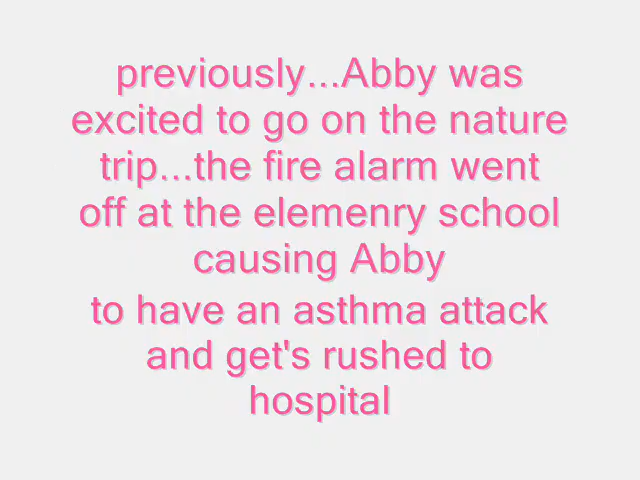 previously...Abby was
excited to go on the nature
trip...the fire alarm went
off at the elemenry school
causing Abby
to have an asthma attack
and get's rushed to
hospital